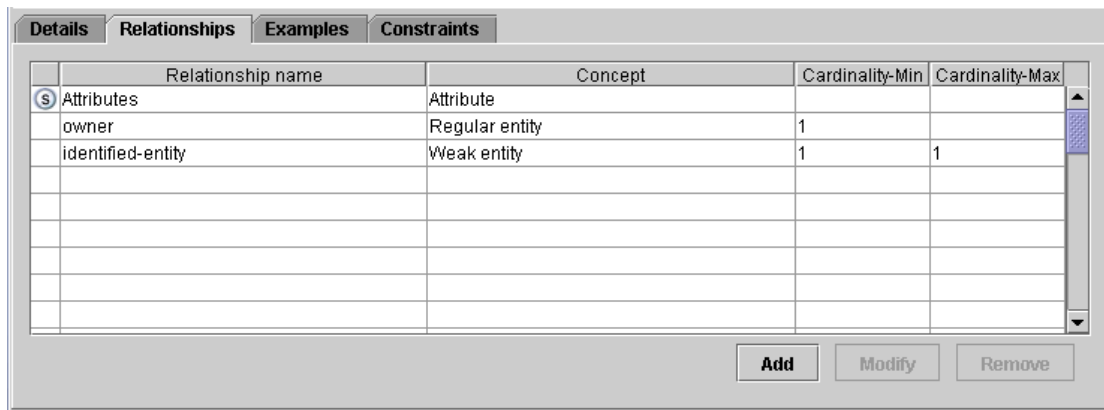 Details Relationships Examples Constraints
Relationship name Concept Cardinality-Min Cardinality-Max
S Attributes Attribute
owner Regular entity 1
identified-entity Weak entity 1 1
Add Modify Remove